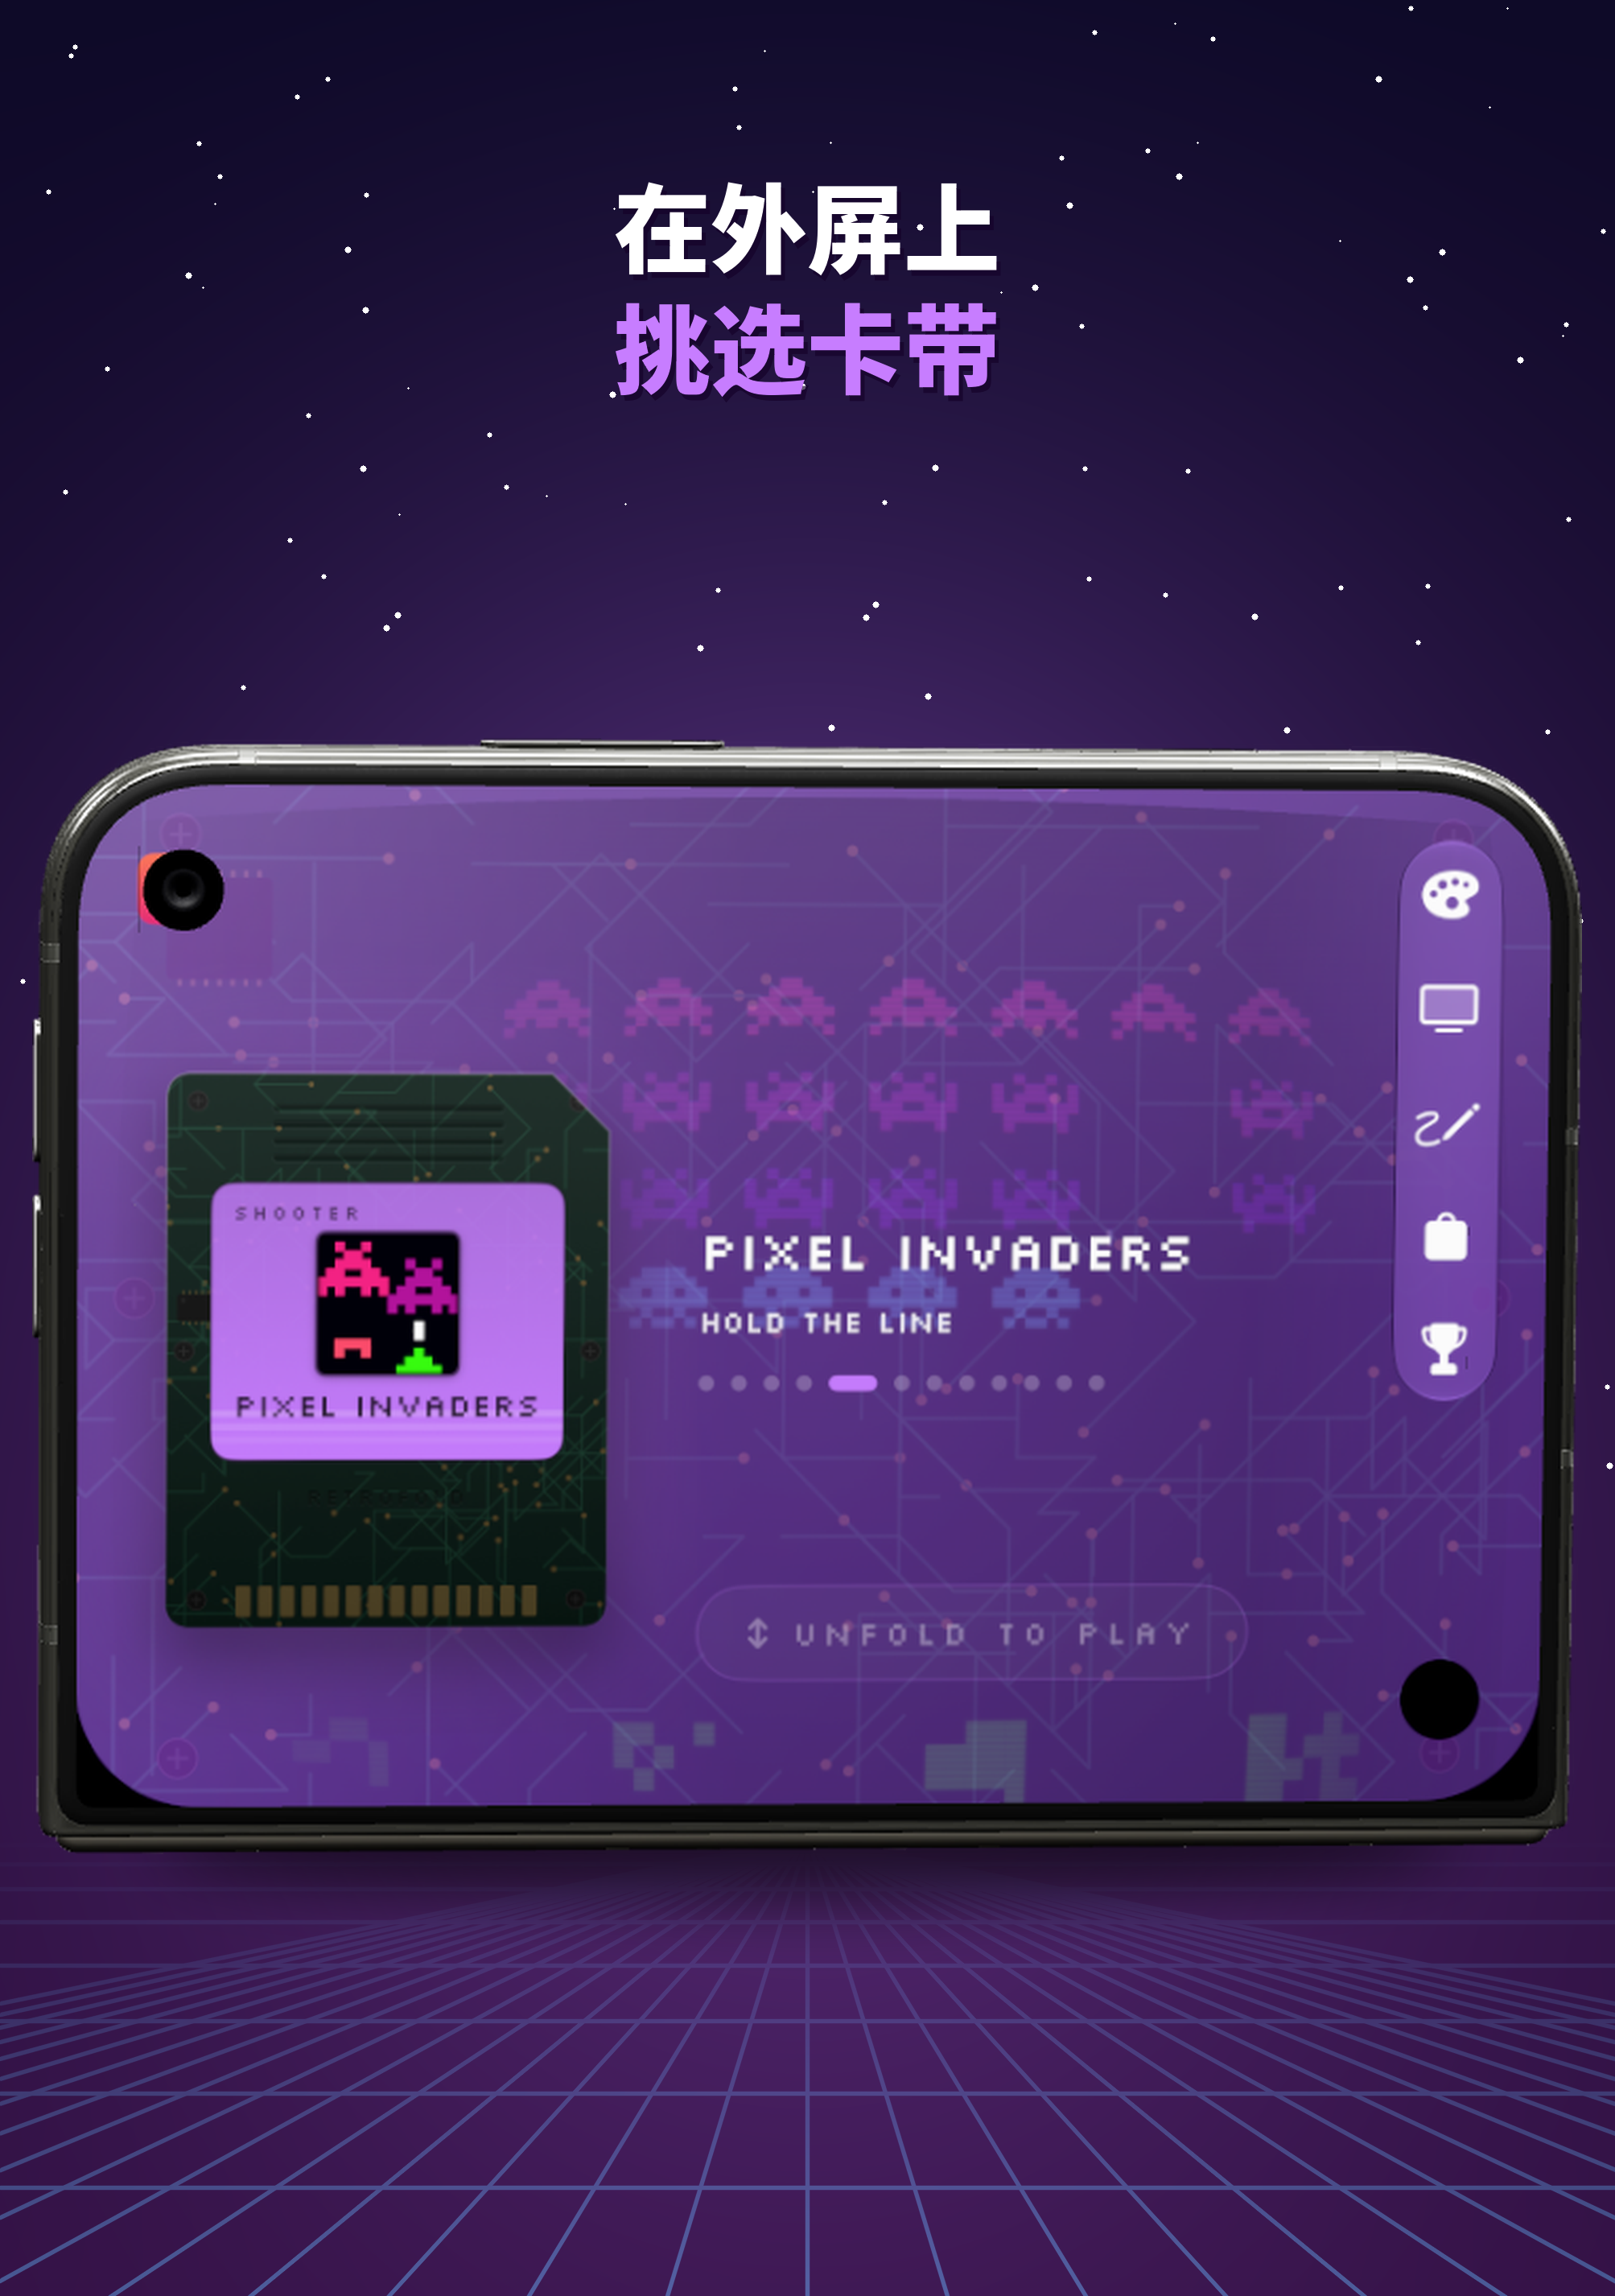 在外屏上
挑选卡带
SHOOTER
PIXEL INVADERS
PIXEL INVADERS
HOLD THE LINE
UNFOLD TO PLAY